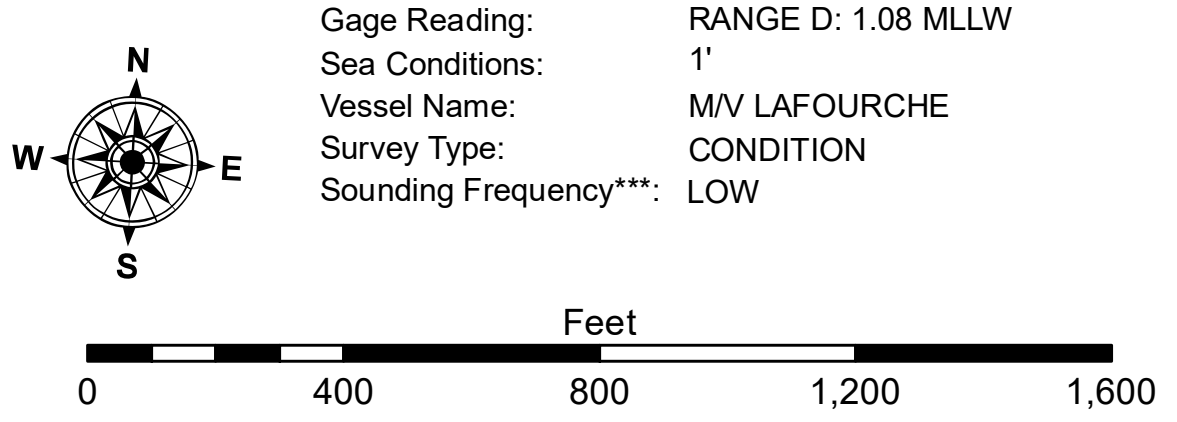 Gage Reading: RANGE D: 1.08 MLLW
Sea Conditions: 1'
Vessel Name: M/V LAFOURCHE
Survey Type: CONDITION
Sounding Frequency***: LOW
N
W E
S
Feet
0 400 800 1,200 1,600